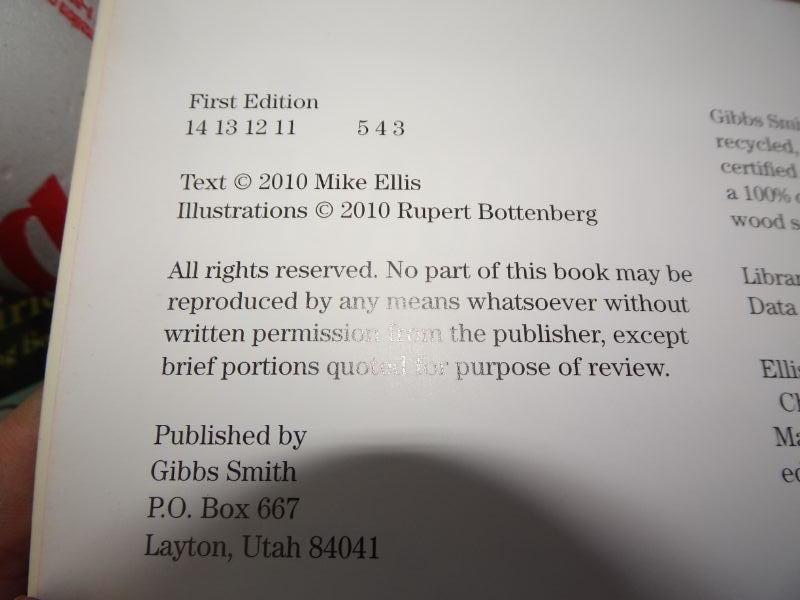 First Edition
14 13 12 11 5 4 3
Text © 2010 Mike Ellis
Illustrations © 2010 Rupert Bottenberg
All rights reserved. No part of this book may be
reproduced by any means whatsoever without
written permission from the publisher, except
brief portions quoted for purpose of review.
Published by
Gibbs Smith
P.O. Box 667
Layton, Utah 84041
Gibbs
recycled,
certified
a 100%
wood
Data